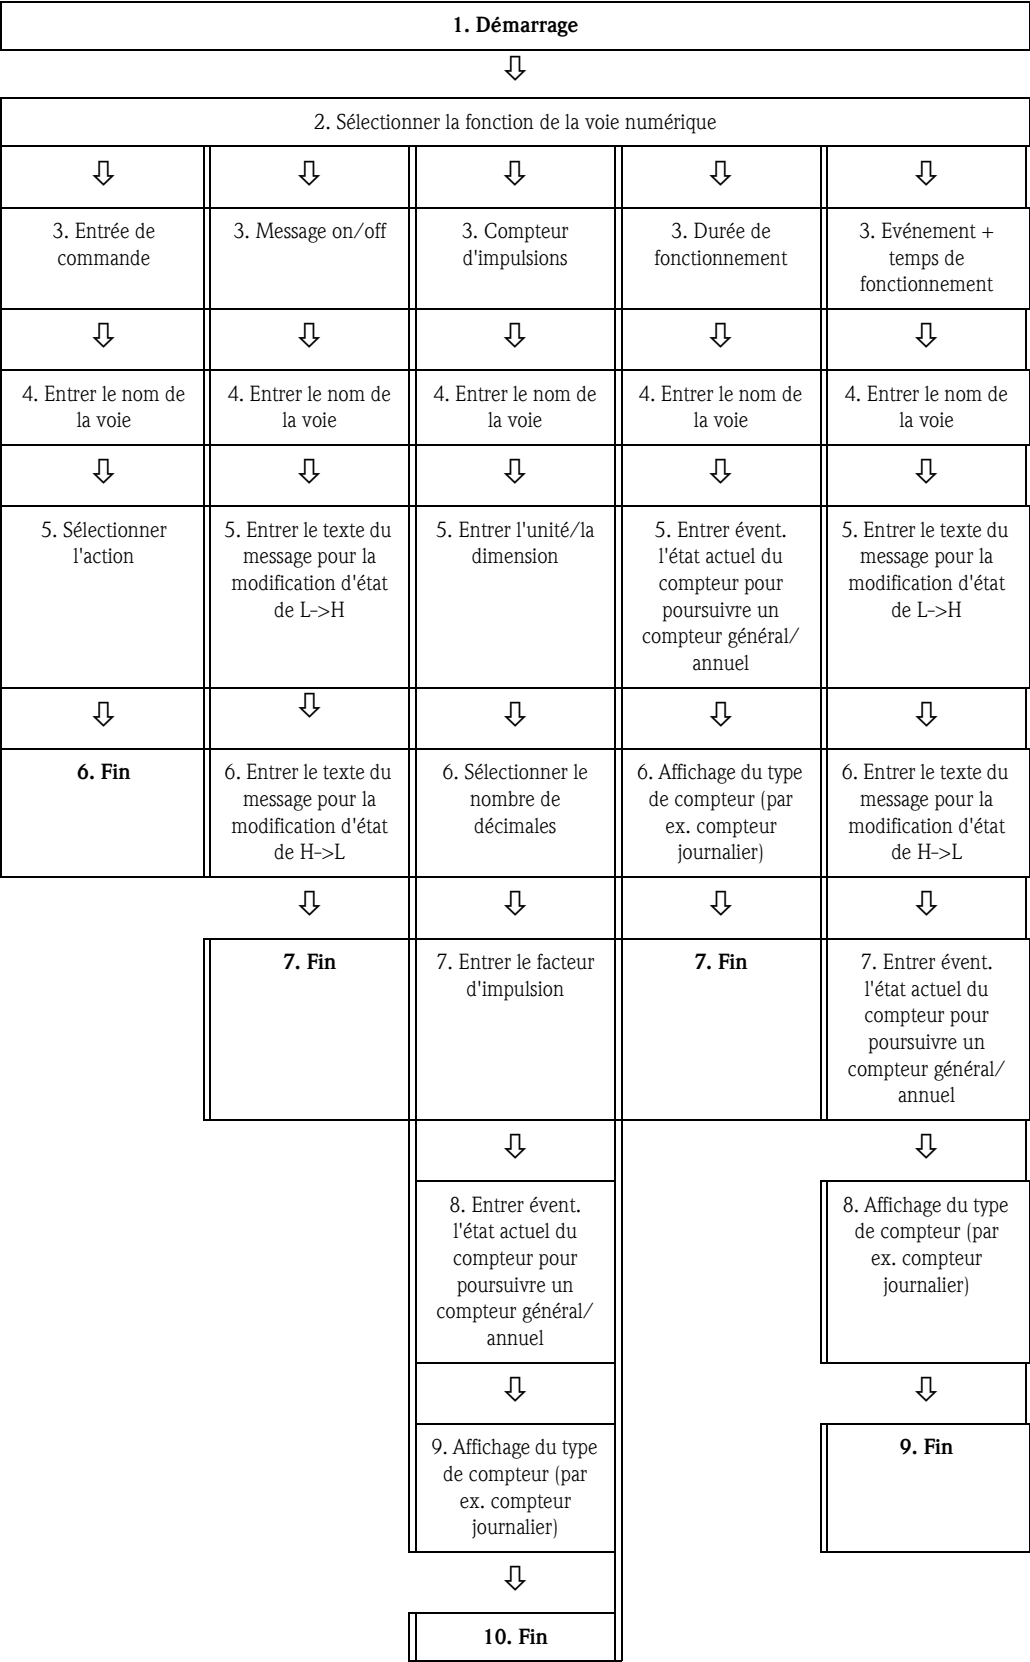 1. Démarrage
2. Sélectionner la fonction de la voie numérique
3. Entrée de
commande
3. Message on/off
3. Compteur
d'impulsions
3. Durée de
fonctionnement
3. Evénement +
temps de
fonctionnement
4. Entrer le nom de
la voie
4. Entrer le nom de
la voie
4. Entrer le nom de
la voie
4. Entrer le nom de
la voie
4. Entrer le nom de
la voie
5. Sélectionner
l'action
5. Entrer le texte du
message pour la
modification d'état
de L->H
5. Entrer l'unité/la
dimension
5. Entrer évent.
l'état actuel du
compteur pour
poursuivre un
compteur général/
annuel
5. Entrer le texte du
message pour la
modification d'état
de L->H
6. Fin
6. Entrer le texte du
message pour la
modification d'état
de H->L
6. Sélectionner le
nombre de
décimales
6. Affichage du type
de compteur (par
ex. compteur
journalier)
6. Entrer le texte du
message pour la
modification d'état
de H->L
7. Fin
7. Entrer le facteur
d'impulsion
7. Fin
7. Entrer évent.
l'état actuel du
compteur pour
poursuivre un
compteur général/
annuel
8. Entrer évent.
l'état actuel du
compteur pour
poursuivre un
compteur général/
annuel
8. Affichage du type
de compteur (par
ex. compteur
journalier)
9. Affichage du type
de compteur (par
ex. compteur
journalier)
9. Fin
10. Fin